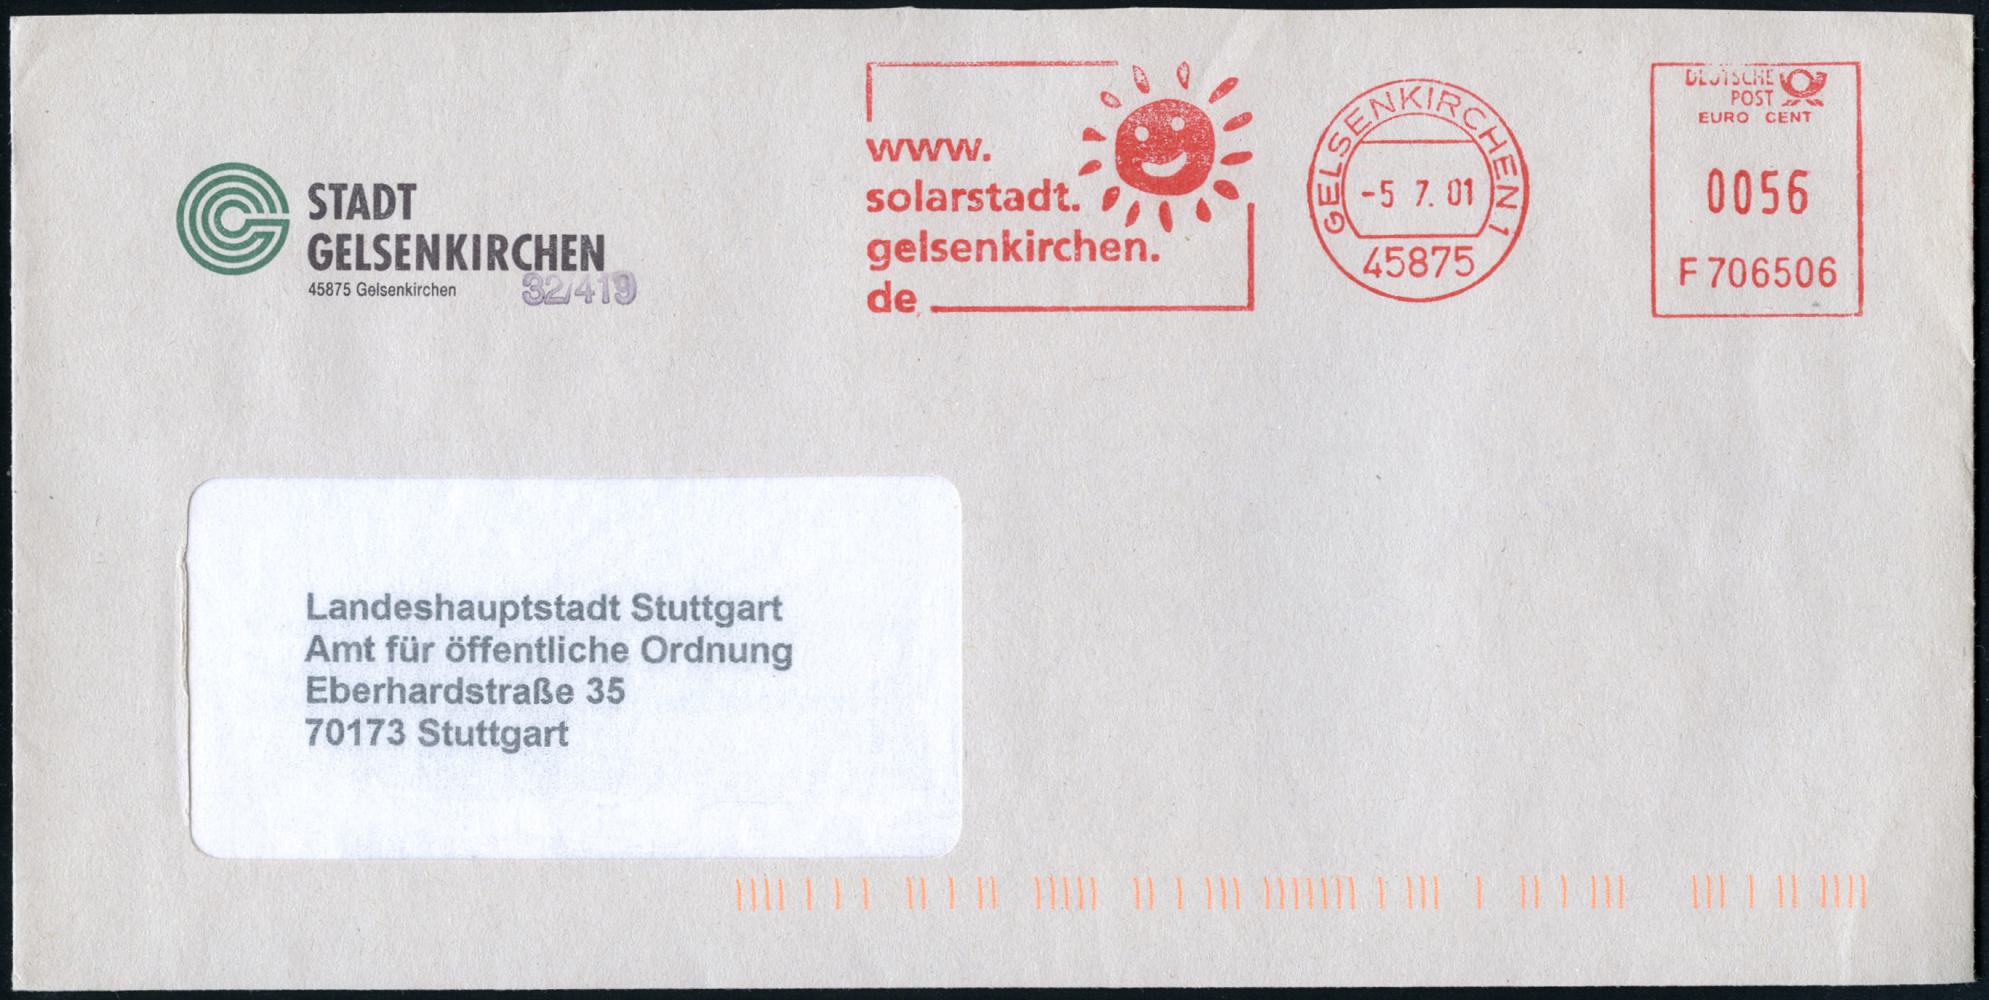 STADT
GELSENKIRCHEN
45875 Gelsenkirchen
32/419
www.
solarstadt.
gelsenkirchen.
de
GELSENKIRCHEN 1
-5 7. 01
45875
DEUTSCHE
POST
EURO CENT
0056
F706506
Landeshauptstadt Stuttgart
Amt für öffentliche Ordnung
Eberhardstraße 35
70173 Stuttgart